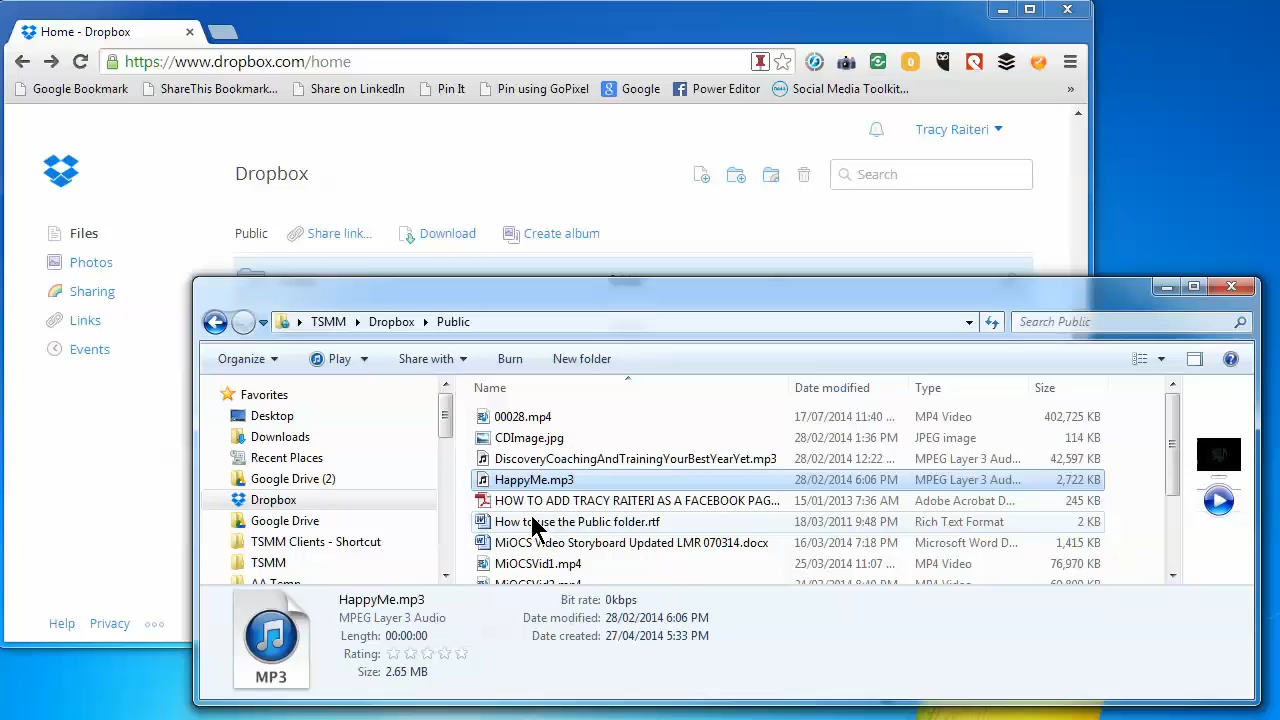 Home - Dropbox
https://www.dropbox.com/home
Google Bookmark ShareThis Bookmark... Share on LinkedIn Pin It Pin using GoPixel Google Power Editor Social Media Toolkit... »
Tracy Raiteri
Dropbox
Search
Public Share link... Download Create album
Files
Photos
Sharing
Links
Events
Help Privacy
TSMM Dropbox Public
Search Public
Organize Play Share with Burn New folder
Name Date modified Type Size
00028.mp4 17/07/2014 11:40 ... MP4 Video 402,725 KB
CDImage.jpg 28/02/2014 1:36 PM JPEG image 114 KB
DiscoveryCoachingAndTrainingYourBestYearYet.mp3 28/02/2014 12:22 ... MPEG Layer 3 Aud... 42,597 KB
HappyMe.mp3 28/02/2014 6:06 PM MPEG Layer 3 Aud... 2,722 KB
HOW TO ADD TRACY RAITERI AS A FACEBOOK PAG... 15/01/2013 7:36 AM Adobe Acrobat D... 245 KB
How to use the Public folder.rtf 18/03/2011 9:48 PM Rich Text Format 2 KB
MiOCS Video Storyboard Updated LMR 070314.docx 16/03/2014 7:18 PM Microsoft Word D... 1,415 KB
MiOCSVid1.mp4 25/03/2014 11:07 ... MP4 Video 76,970 KB
Favorites
Desktop
Downloads
Recent Places
Google Drive (2)
Dropbox
Google Drive
TSMM Clients - Shortcut
TSMM
HappyMe.mp3
MPEG Layer 3 Audio
Length: 00:00:00
Rating:
Size: 2.65 MB
Bit rate: 0kbps
Date modified: 28/02/2014 6:06 PM
Date created: 27/04/2014 5:33 PM
MP3